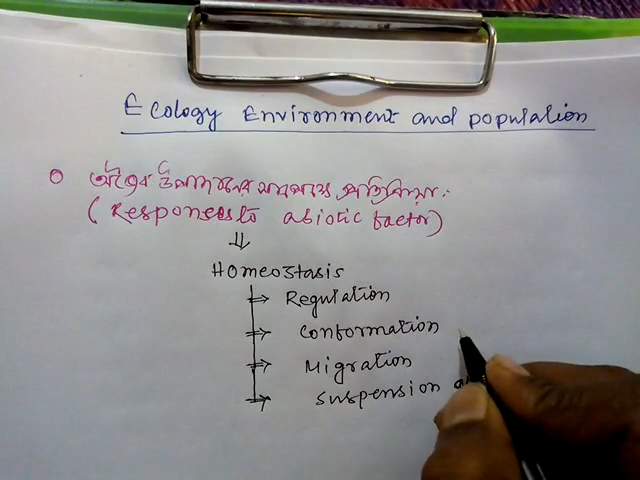 Ecology Environment and population
অজৈব উপাদানের সাপেক্ষে প্রতিক্রিয়া:
(Responses to abiotic factor)
⇓
Homeostasis
⇒ Regulation
⇒ Conformation
⇒ Migration
⇒ Suspension